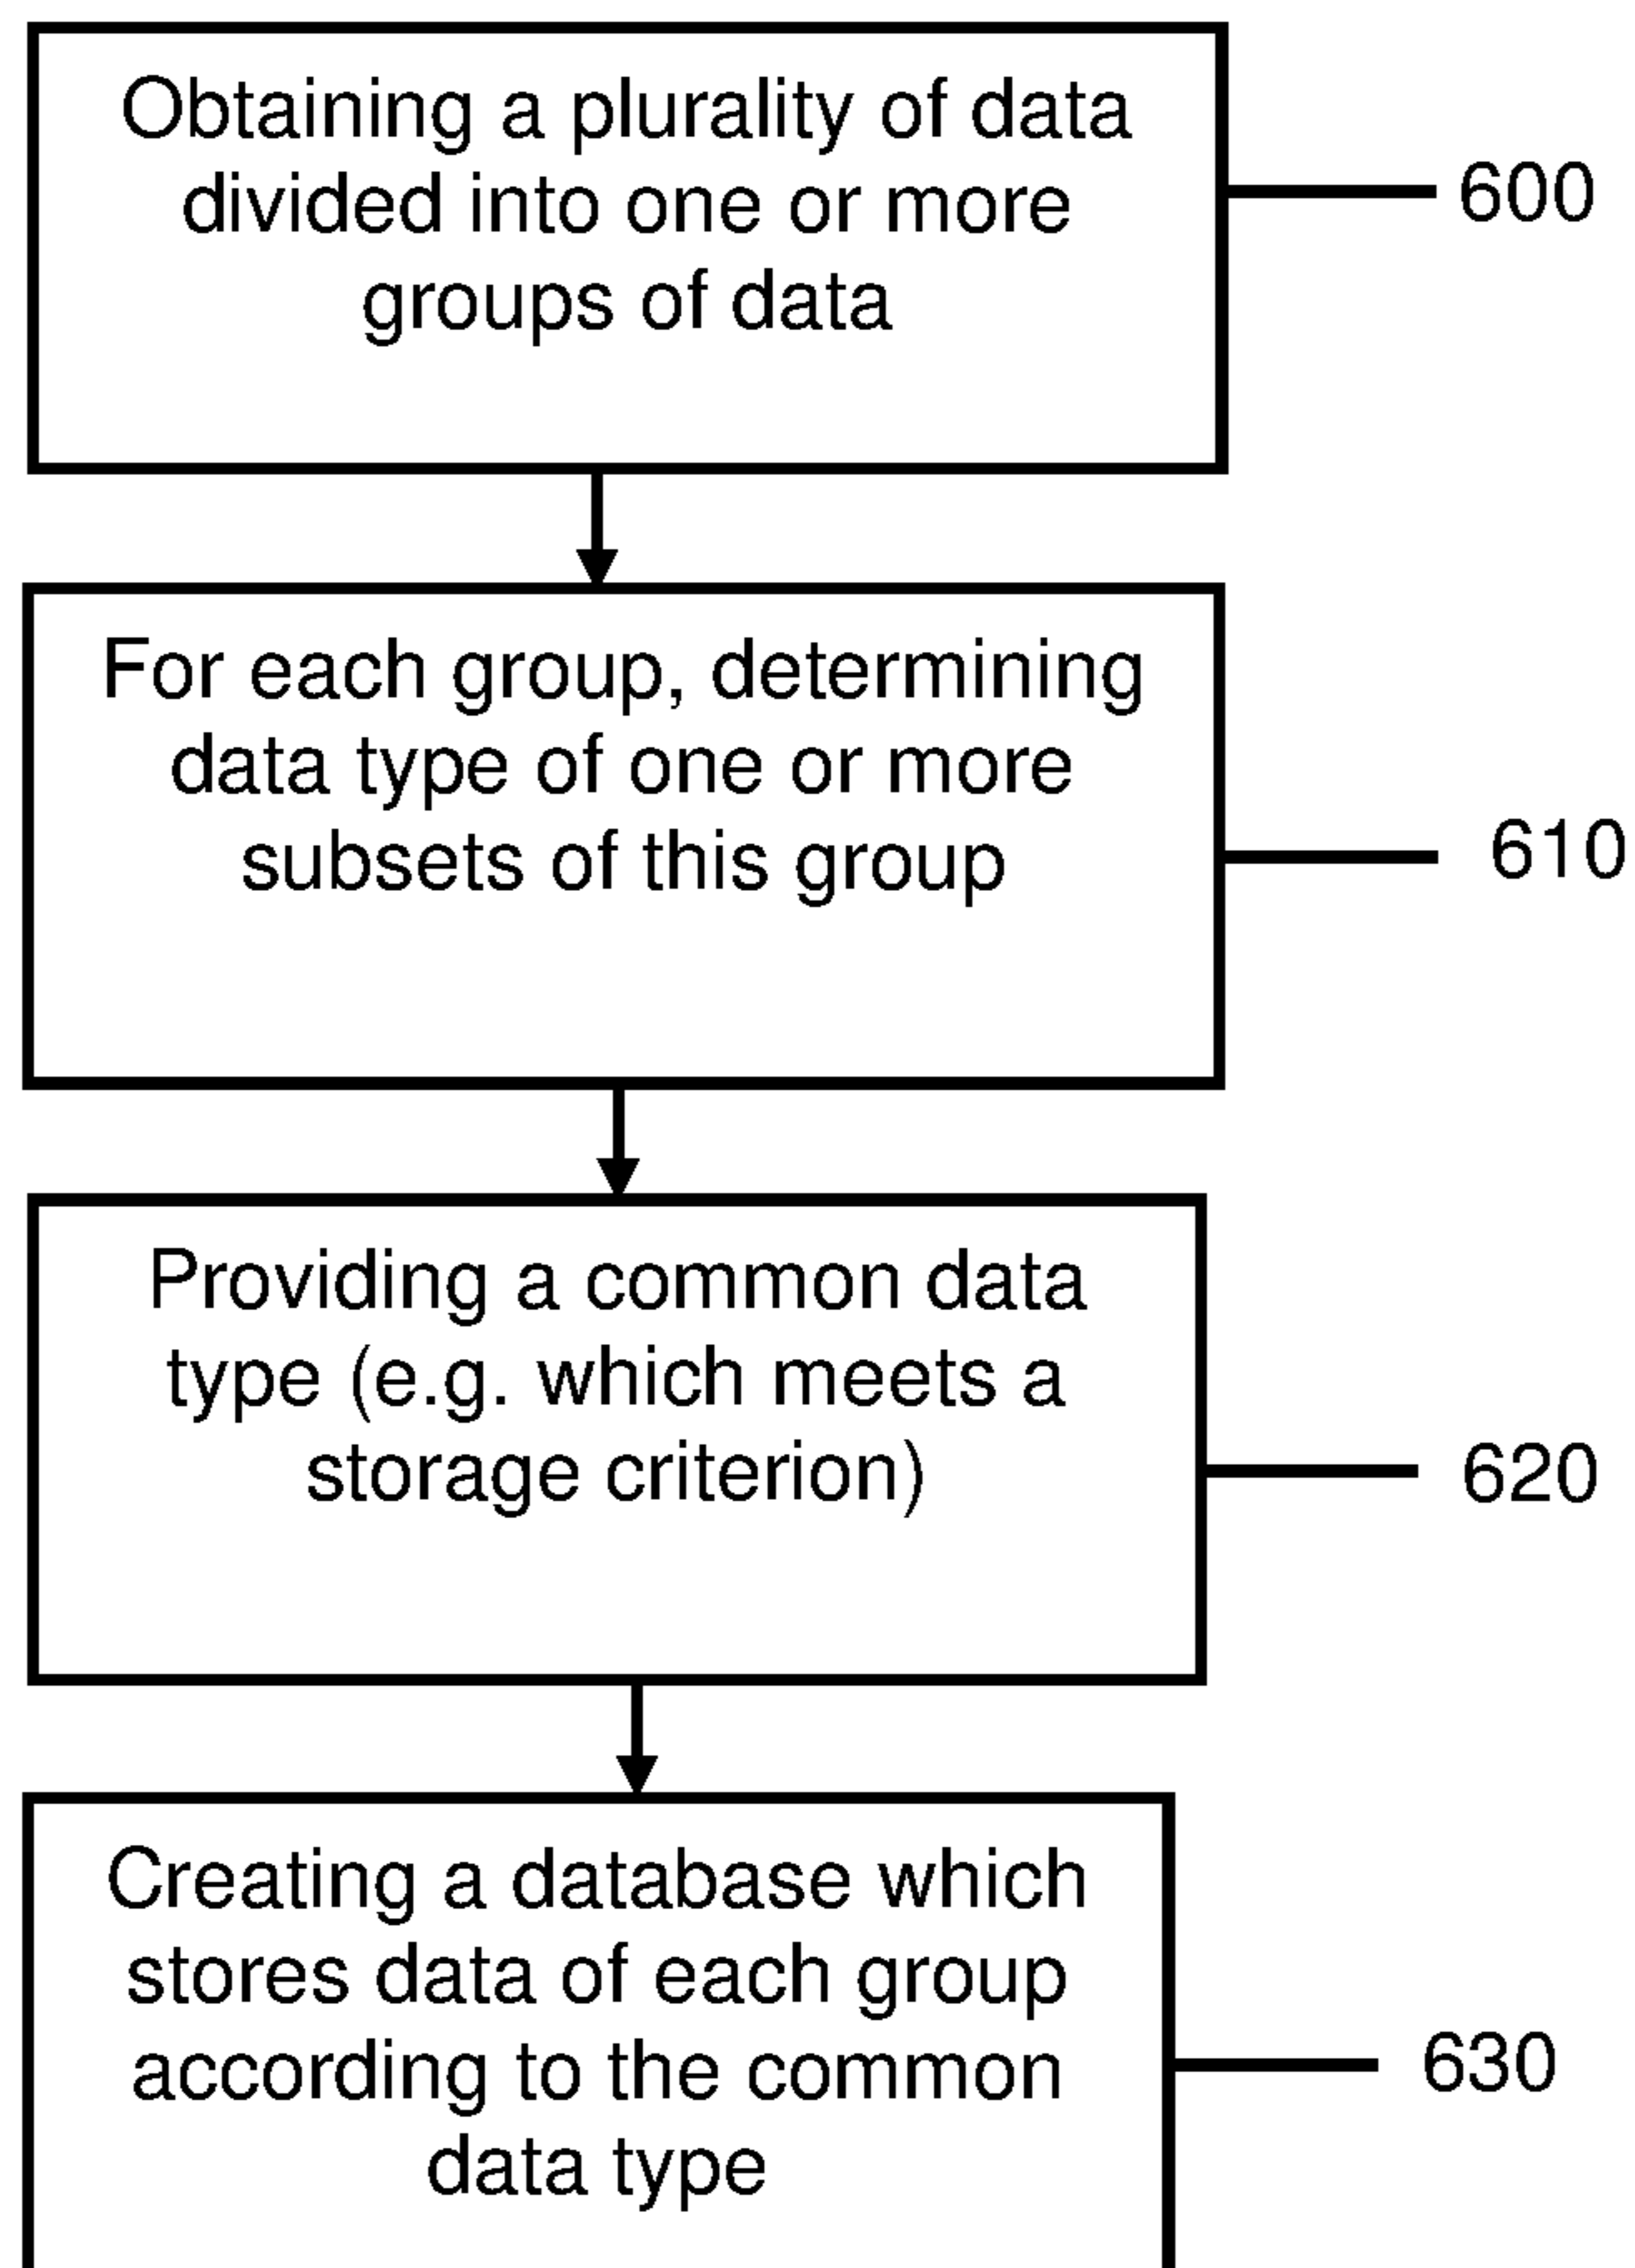 Obtaining a plurality of data
divided into one or more
groups of data
600
For each group, determining
data type of one or more
subsets of this group
610
Providing a common data
type (e.g. which meets a
storage criterion)
620
Creating a database which
stores data of each group
according to the common
data type
630